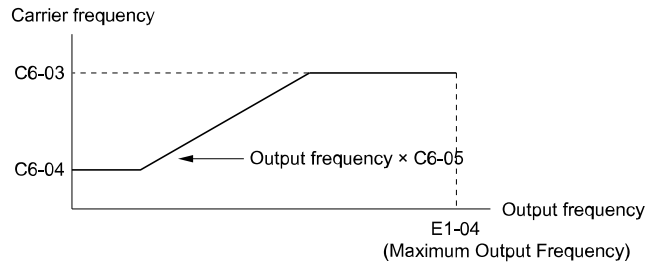 Carrier frequency
C6-03
Output frequency × C6-05
C6-04
Output frequency
E1-04
(Maximum Output Frequency)